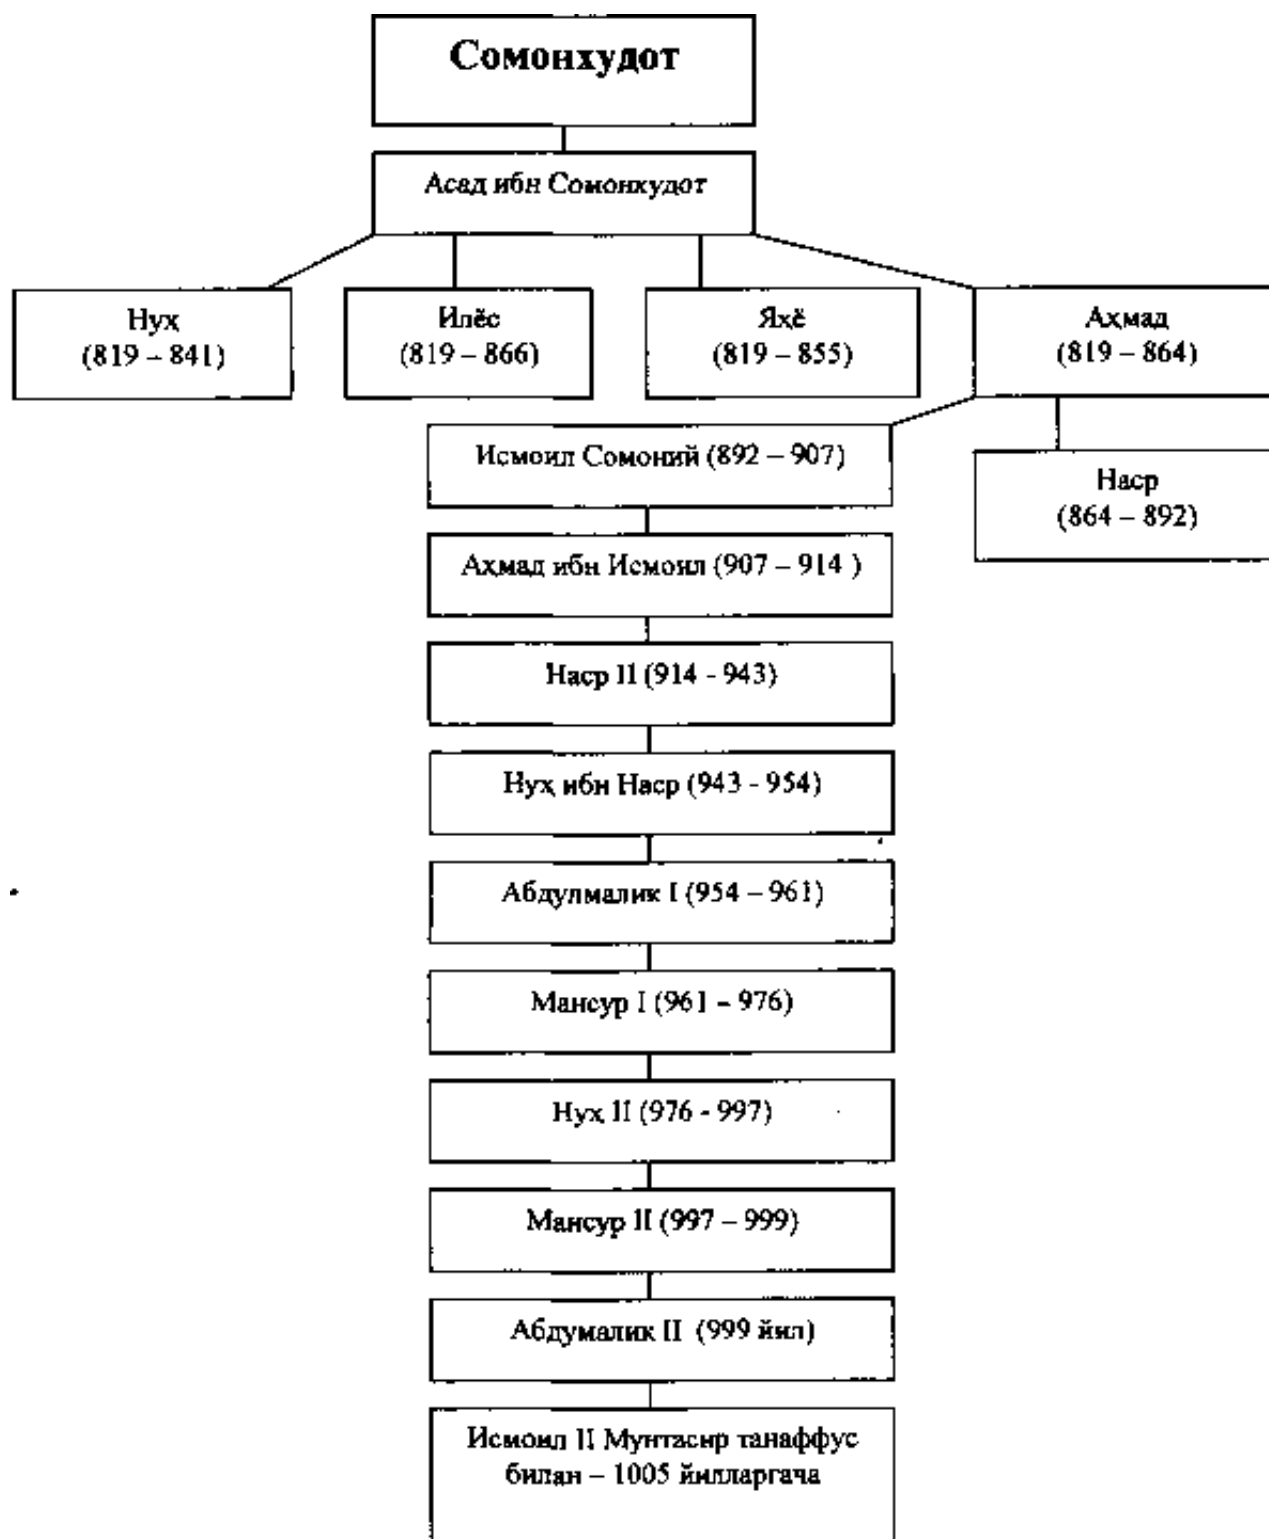 Сомонхудот
Асад ибн Сомонхудот
Нуҳ
(819 – 841)
Илёс
(819 – 866)
Яҳё
(819 – 855)
Аҳмад
(819 – 864)
Исмоил Сомоний (892 – 907)
Наср
(864 – 892)
Аҳмад ибн Исмоил (907 – 914 )
Наср II (914 - 943)
Нуҳ ибн Наср (943 - 954)
Абдулмалик I (954 – 961)
Мансур I (961 – 976)
Нуҳ II (976 - 997)
Мансур II (997 – 999)
Абдумалик II (999 йил)
Исмоил II Мунтасир танаффус
билан – 1005 йилларгача